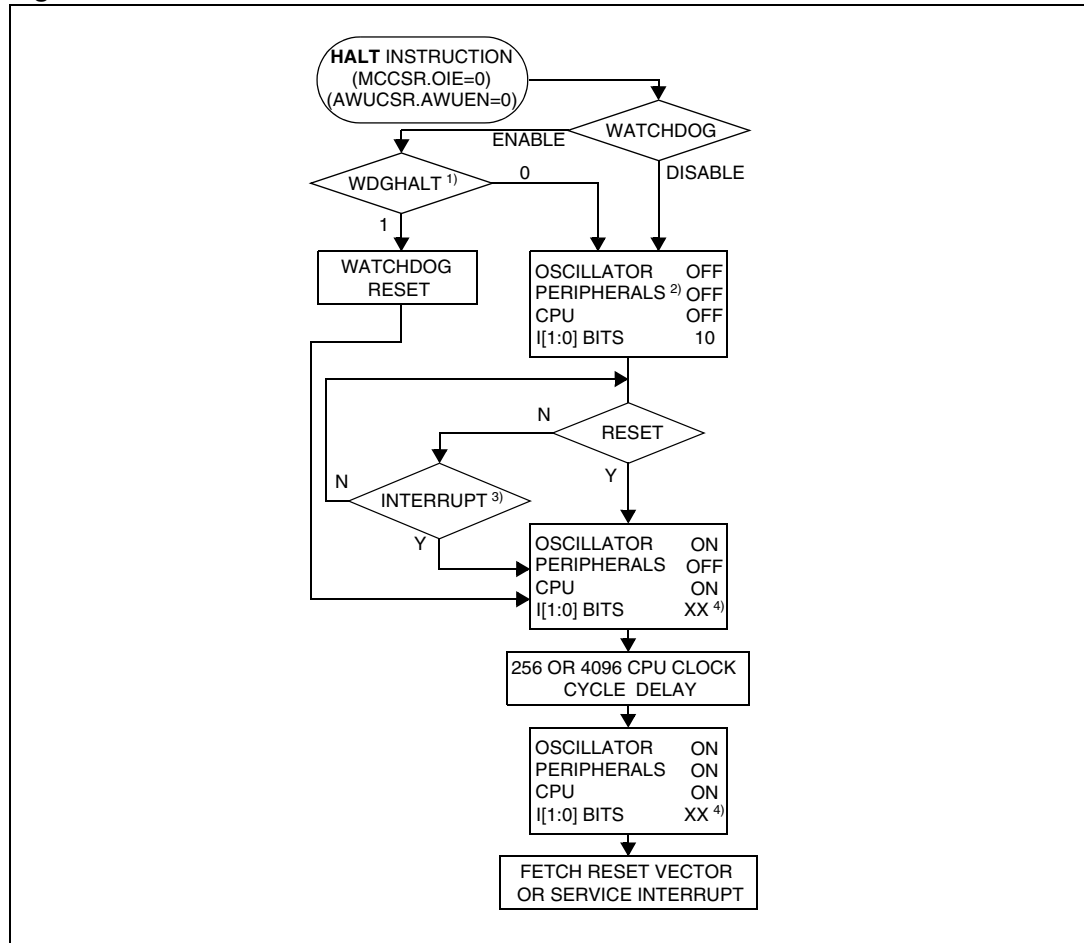 HALT INSTRUCTION
(MCCSR.OIE=0)
(AWUCSR.AWUEN=0)
WATCHDOG
ENABLE
DISABLE
WDGHALT 1)
0
1
WATCHDOG
RESET
OSCILLATOR OFF
PERIPHERALS 2) OFF
CPU OFF
I[1:0] BITS 10
RESET
N
Y
INTERRUPT 3)
N
Y
OSCILLATOR ON
PERIPHERALS OFF
CPU ON
I[1:0] BITS XX 4)
256 OR 4096 CPU CLOCK
CYCLE DELAY
OSCILLATOR ON
PERIPHERALS ON
CPU ON
I[1:0] BITS XX 4)
FETCH RESET VECTOR
OR SERVICE INTERRUPT